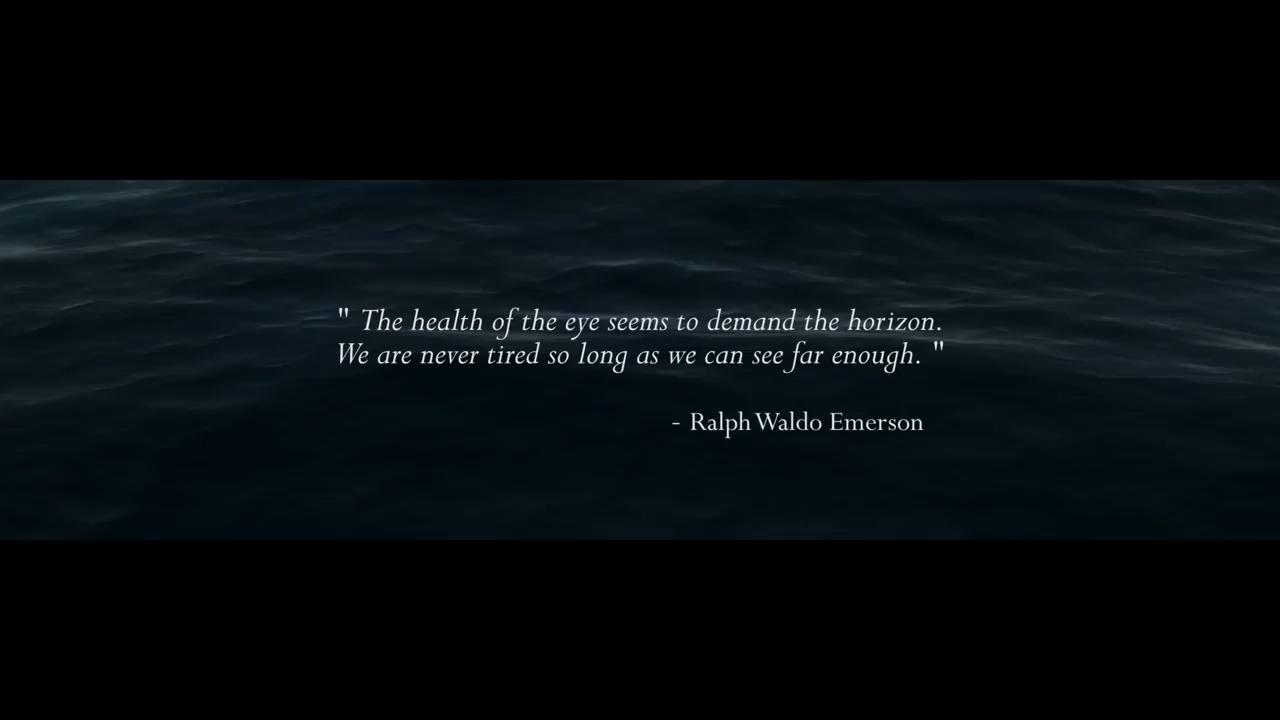 " The health of the eye seems to demand the horizon.
We are never tired so long as we can see far enough. "
- Ralph Waldo Emerson